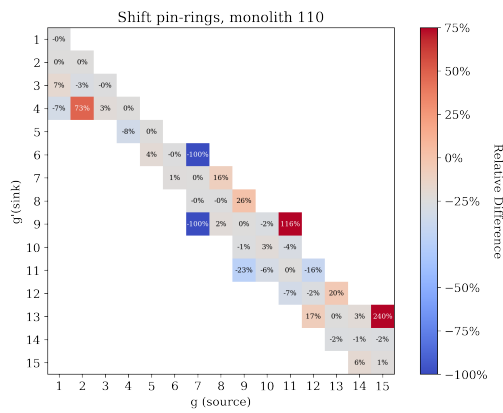 Shift pin-rings, monolith 110
1 -0%
2 0% 0%
3 7% -3% -0%
4 -7% 73% 3% 0%
5 -8% 0%
6 4% -0% -100%
7 1% 0% 16%
8 -0% -0% 26%
9 -100% 2% 0% -2% 116%
10 -1% 3% -4%
11 -23% -6% 0% -16%
12 -7% -2% 20%
13 17% 0% 3% 240%
14 -2% -1% -2%
15 6% 1%
1 2 3 4 5 6 7 8 9 10 11 12 13 14 15
g (source)
g'(sink)
75%
50%
25%
0%
−25%
−50%
−75%
−100%
Relative Difference